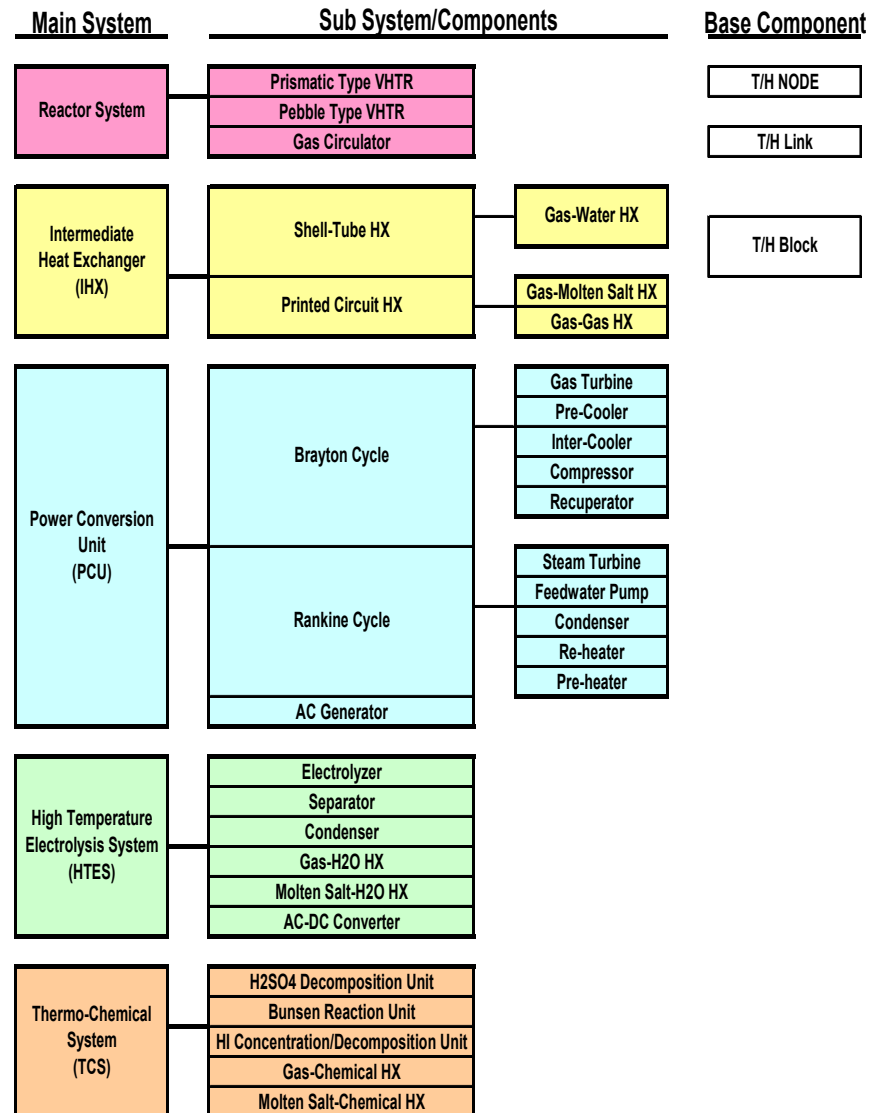 Main System
Sub System/Components
Base Component
Reactor System
Prismatic Type VHTR
Pebble Type VHTR
Gas Circulator
T/H NODE
T/H Link
T/H Block
Intermediate
Heat Exchanger
(IHX)
Shell-Tube HX
Gas-Water HX
Printed Circuit HX
Gas-Molten Salt HX
Gas-Gas HX
Power Conversion
Unit
(PCU)
Brayton Cycle
Gas Turbine
Pre-Cooler
Inter-Cooler
Compressor
Recuperator
Rankine Cycle
Steam Turbine
Feedwater Pump
Condenser
Re-heater
Pre-heater
AC Generator
High Temperature
Electrolysis System
(HTES)
Electrolyzer
Separator
Condenser
Gas-H2O HX
Molten Salt-H2O HX
AC-DC Converter
Thermo-Chemical
System
(TCS)
H2SO4 Decomposition Unit
Bunsen Reaction Unit
HI Concentration/Decomposition Unit
Gas-Chemical HX
Molten Salt-Chemical HX